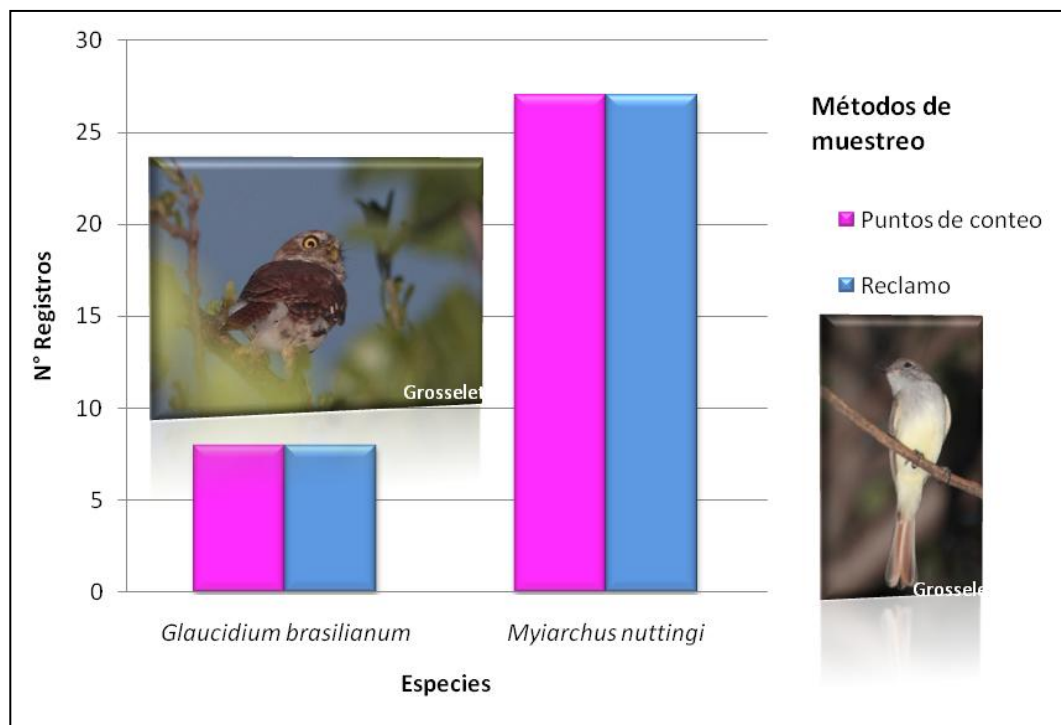 30
25
20
15
10
5
0
N° Registros
Grosselet
Glaucidium brasilianum
Myiarchus nuttingi
Especies
Métodos de
muestreo
Puntos de conteo
Reclamo
Grosselet